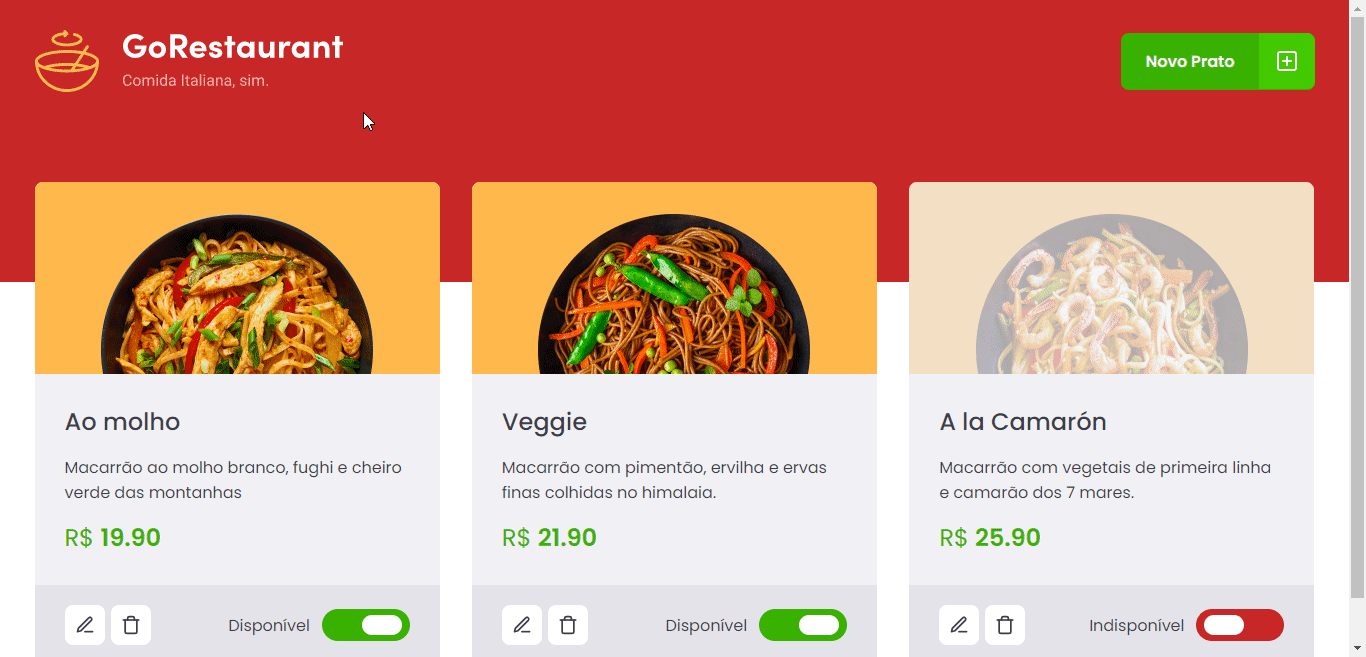 GoRestaurant
Comida Italiana, sim.
Novo Prato
Ao molho
Macarrão ao molho branco, fughi e cheiro
verde das montanhas
R$ 19.90
Disponível
Veggie
Macarrão com pimentão, ervilha e ervas
finas colhidas no himalaia.
R$ 21.90
Disponível
A la Camarón
Macarrão com vegetais de primeira linha
e camarão dos 7 mares.
R$ 25.90
Indisponível